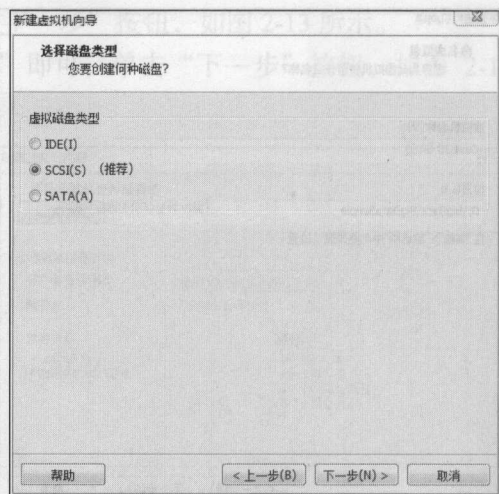 新建虚拟机向导
选择磁盘类型
您要创建何种磁盘?
虚拟磁盘类型
IDE(I)
SCSI(S) (推荐)
SATA(A)
帮助
< 上一步(B)
下一步(N) >
取消